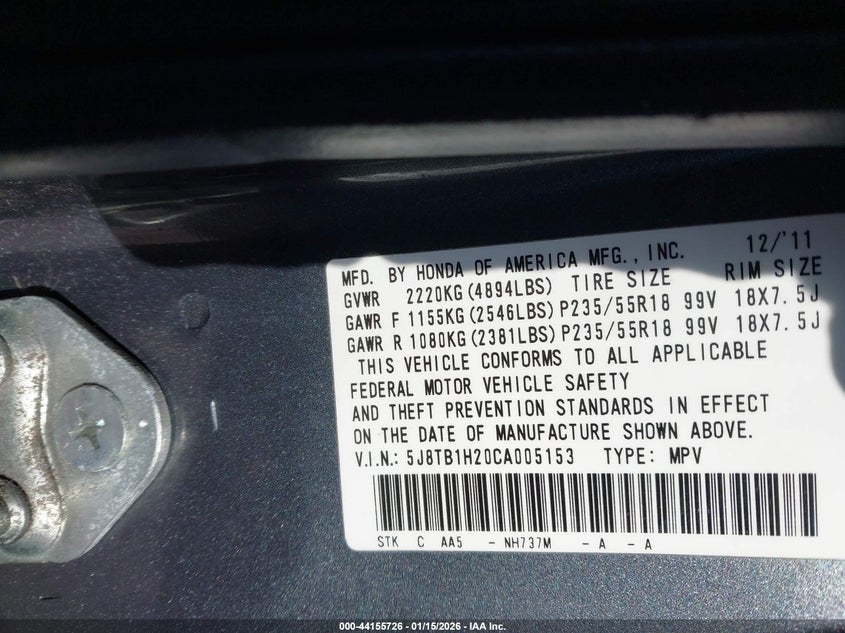 MFD. BY HONDA OF AMERICA MFG., INC. 12/'11
GVWR 2220KG(4894LBS) TIRE SIZE RIM SIZE
GAWR F 1155KG(2546LBS) P235/55R18 99V 18X7.5J
GAWR R 1080KG(2381LBS) P235/55R18 99V 18X7.5J
THIS VEHICLE CONFORMS TO ALL APPLICABLE
FEDERAL MOTOR VEHICLE SAFETY
AND THEFT PREVENTION STANDARDS IN EFFECT
ON THE DATE OF MANUFACTURE SHOWN ABOVE.
V.I.N.: 5J8TB1H20CA005153 TYPE: MPV
STK C AA5 - NH737M - A - A
000-44155726 - 01/15/2026 - IAA Inc.